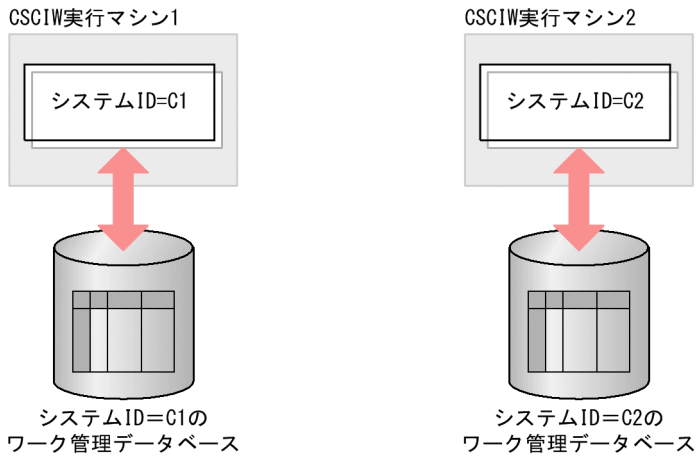 CSCIW実行マシン1
CSCIW実行マシン2
システムID=C1
システムID=C2
システムID＝C1の
ワーク管理データベース
システムID＝C2の
ワーク管理データベース